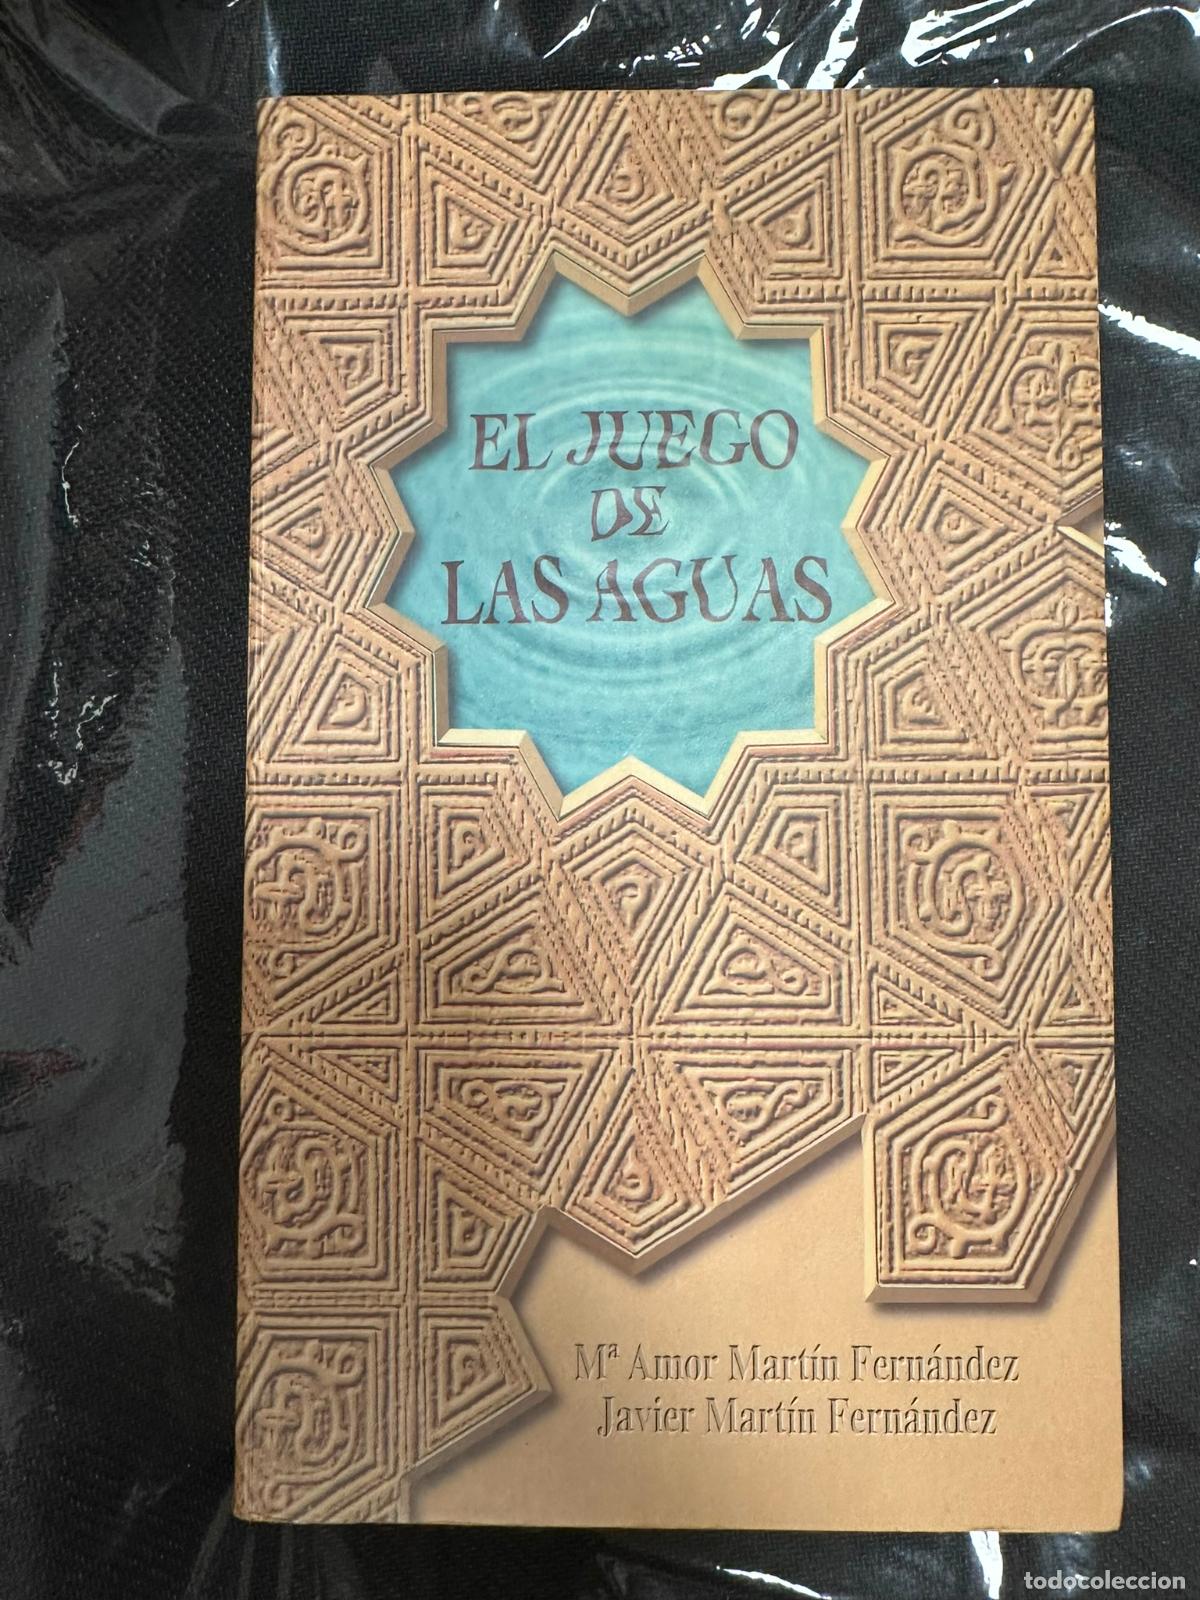 EL JUEGO
DE
LAS AGUAS
Mª Amor Martín Fernández
Javier Martín Fernández
todocoleccion